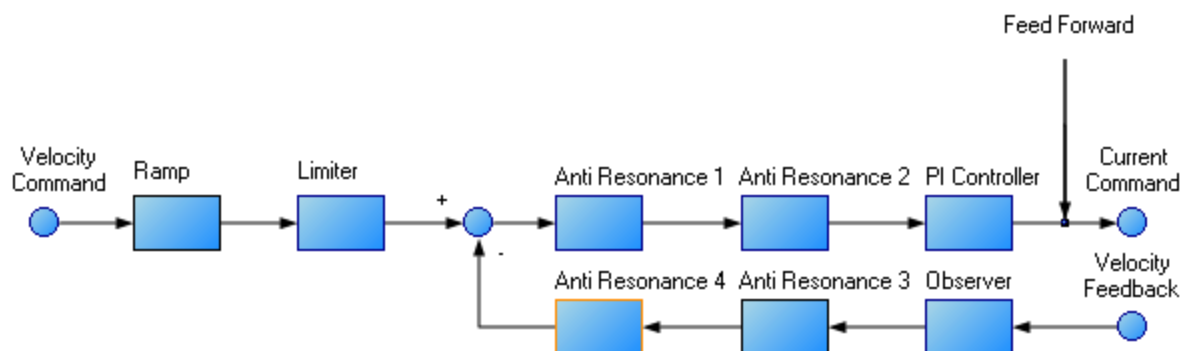 Feed Forward
Velocity
Command
Ramp
Limiter
+
-
Anti Resonance 1
Anti Resonance 2
PI Controller
Current
Command
Anti Resonance 4
Anti Resonance 3
Observer
Velocity
Feedback